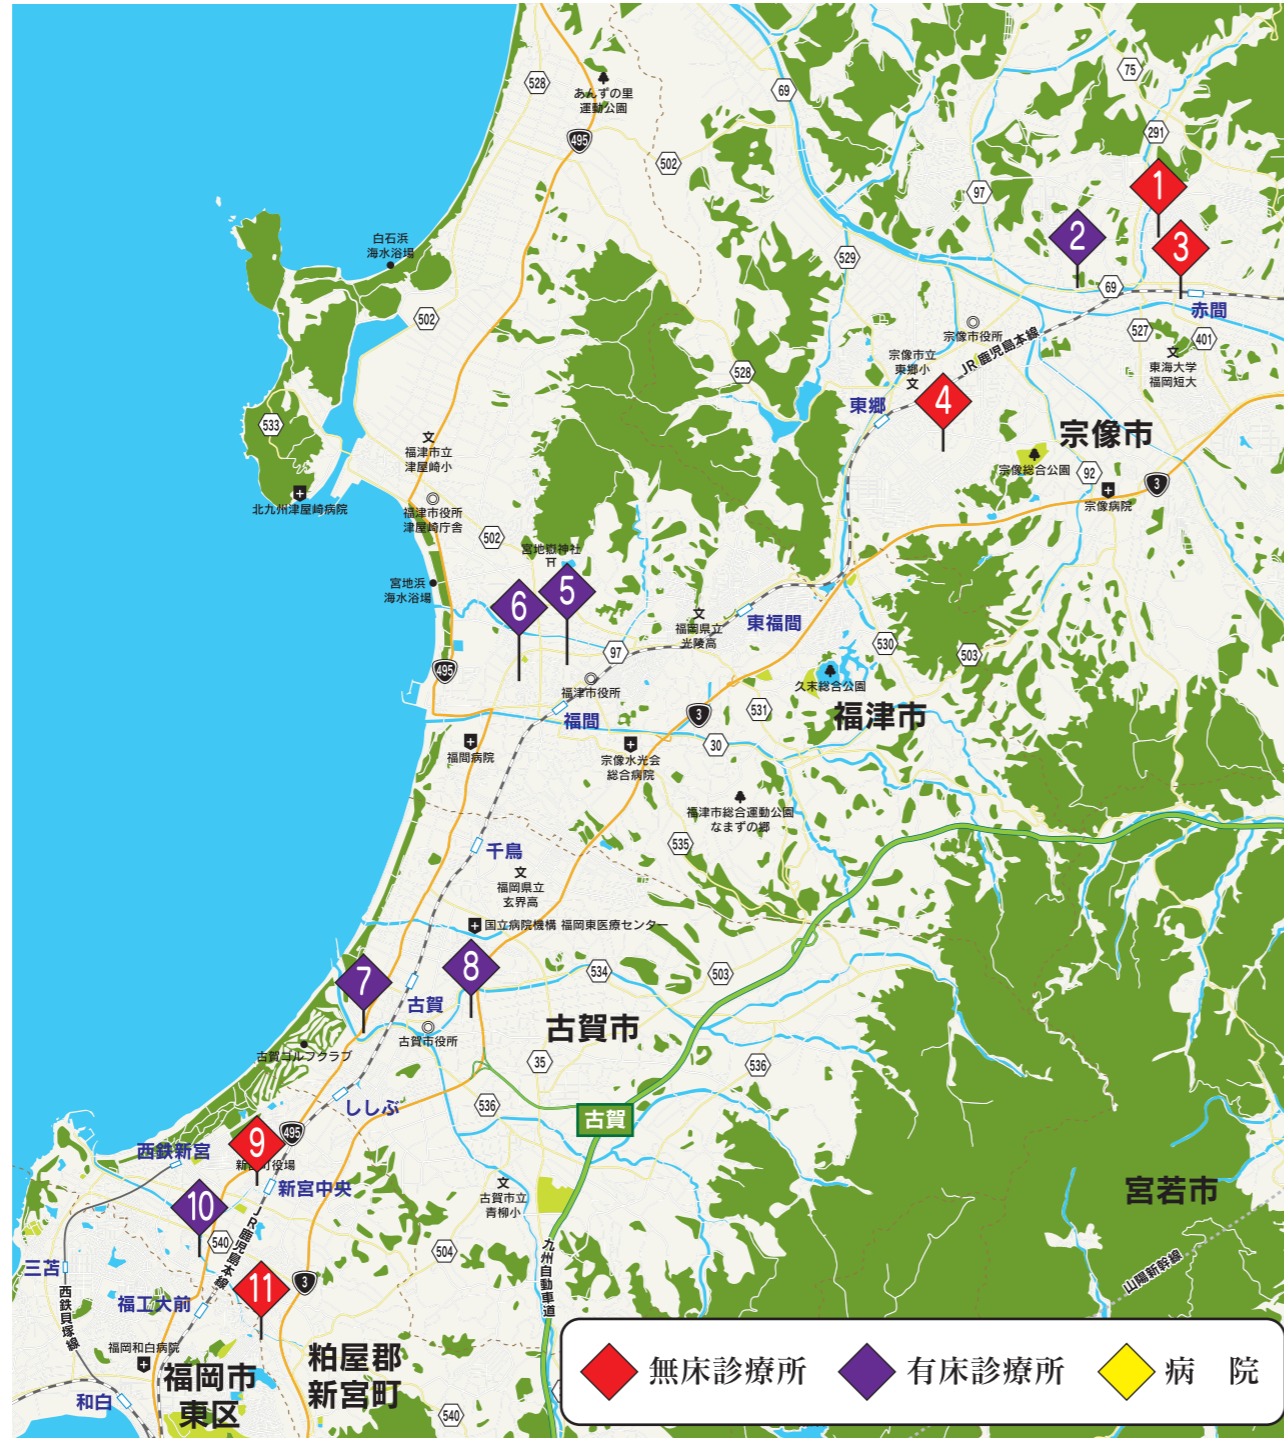 528
あんずの里
運動公園
495
69
75
291
502
97
1
2
3
白石浜
海水浴場
529
69
赤間
502
宗像市役所
527
401
JR鹿児島本線
宗像市立
東郷小
東海大学
福岡短大
528
東郷
4
533
宗像市
福津市立
津屋崎小
宗像総合公園
92
3
宗像病院
北九州津屋崎病院
福津市役所
津屋崎庁舎
502
宮地嶽神社
宮地浜
海水浴場
6
5
福岡県立
光陵高
東福間
530
503
97
495
福津市役所
久末総合公園
福津市
福間
3
531
30
福間病院
宗像水光会
総合病院
福津市総合運動公園
なまずの郷
535
千鳥
福岡県立
玄界高
国立病院機構 福岡東医療センター
7
8
534
503
古賀
古賀市役所
古賀市
古賀ゴルフクラブ
35
536
ししぶ
536
古賀
495
9
西鉄新宮
新宮町役場
新宮中央
古賀市立
青柳小
宮若市
10
540
JR鹿児島本線
504
九州自動車道
三苫
西鉄貝塚線
11
3
山陽新幹線
福工大前
福岡和白病院
福岡市
東区
粕屋郡
新宮町
和白
540
無床診療所
有床診療所
病　院